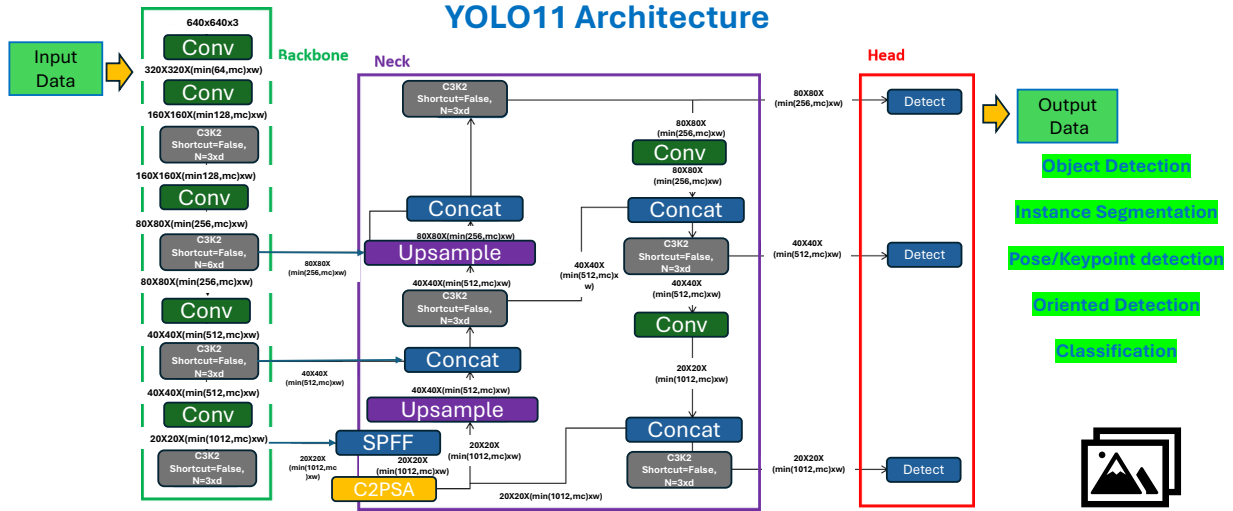 YOLO11 Architecture
Input
Data
Backbone
640x640x3
Conv
320X320X(min(64,mc)xw)
Conv
160X160X(min128,mc)xw)
C3K2
Shortcut=False,
N=3xd
160X160X(min128,mc)xw)
Conv
80X80X(min(256,mc)xw)
C3K2
Shortcut=False,
N=6xd
80X80X(min(256,mc)xw)
Conv
40X40X(min(512,mc)xw)
C3K2
Shortcut=False,
N=3xd
40X40X(min(512,mc)xw)
Conv
20X20X(min(1012,mc)xw)
C3K2
Shortcut=False,
N=3xd
80X80X
(min(256,mc)xw)
40X40X
(min(512,mc)xw)
20X20X
(min(1012,mc
)xw)
Neck
C3K2
Shortcut=False,
N=3xd
Concat
80X80X(min(256,mc)xw)
Upsample
40X40X(min(512,mc)xw)
C3K2
Shortcut=False,
N=3xd
Concat
40X40X(min(512,mc)xw)
Upsample
SPFF
20X20X
(min(1012,mc)xw)
20X20X
(min(1012,mc)xw)
C2PSA
20X20X(min(1012,mc)xw)
80X80X
(min(256,mc)xw)
Conv
80X80X
(min(256,mc)xw)
Concat
40X40X
(min(512,mc)x
w)
C3K2
Shortcut=False,
N=3xd
40X40X
(min(512,mc)xw)
Conv
20X20X
(min(1012,mc)xw)
Concat
C3K2
Shortcut=False,
N=3xd
80X80X
(min(256,mc)xw)
40X40X
(min(512,mc)xw)
20X20X
(min(1012,mc)xw)
Head
Detect
Detect
Detect
Output
Data
Object Detection
Instance Segmentation
Pose/Keypoint detection
Oriented Detection
Classification